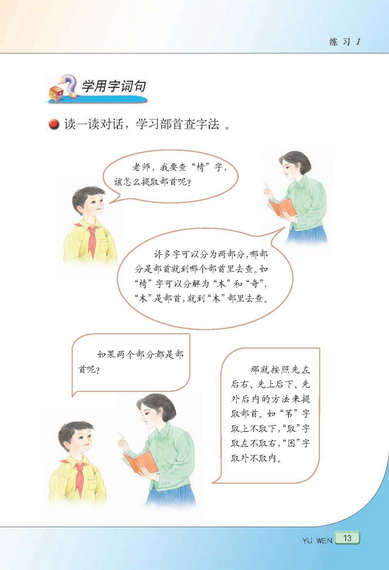 练习 1
学用字词句
读一读对话，学习部首查字法 。
老师，我要查“椅”字，
该怎么提取部首呢？
许多字可以分为两部分，哪部
分是部首就到哪个部首里去查。如
“椅”字可以分解为“木”和“奇”，
“木”是部首，就到“木”部里去查。
如果两个部分都是部
首呢？
那就按照先左
后右、先上后下、先
外后内的方法来提
取部首。如“苇”字
取上不取下，“取”字
取左不取右，“困”字
取外不取内。
YU WEN 13